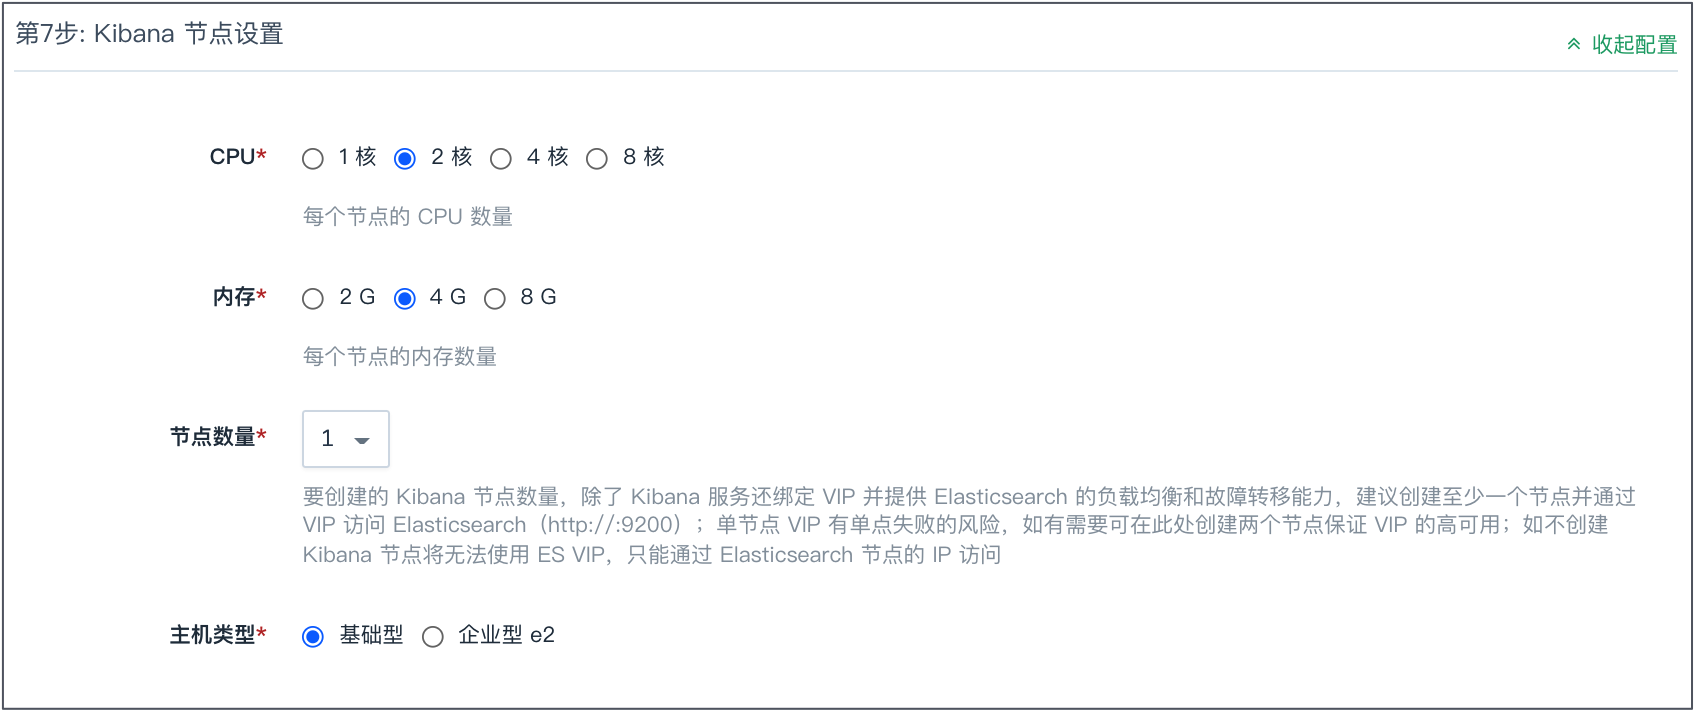 第7步: Kibana 节点设置
收起配置
CPU* 1 核 2 核 4 核 8 核
每个节点的 CPU 数量
内存* 2 G 4 G 8 G
每个节点的内存数量
节点数量* 1
要创建的 Kibana 节点数量，除了 Kibana 服务还绑定 VIP 并提供 Elasticsearch 的负载均衡和故障转移能力，建议创建至少一个节点并通过
VIP 访问 Elasticsearch（http://:9200）；单节点 VIP 有单点失败的风险，如有需要可在此处创建两个节点保证 VIP 的高可用；如不创建
Kibana 节点将无法使用 ES VIP，只能通过 Elasticsearch 节点的 IP 访问
主机类型* 基础型 企业型 e2